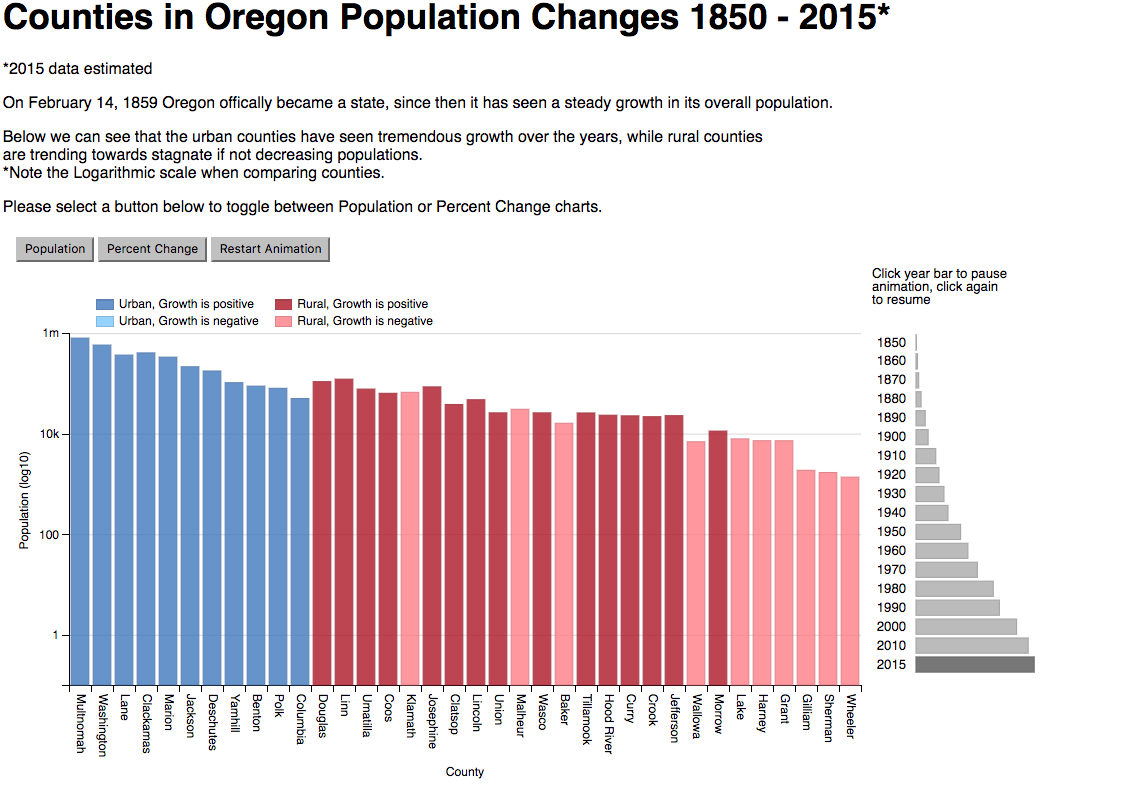 Counties in Oregon Population Changes 1850 - 2015*
*2015 data estimated
On February 14, 1859 Oregon offically became a state, since then it has seen a steady growth in its overall population.
Below we can see that the urban counties have seen tremendous growth over the years, while rural counties
are trending towards stagnate if not decreasing populations.
*Note the Logarithmic scale when comparing counties.
Please select a button below to toggle between Population or Percent Change charts.
Population Percent Change Restart Animation
Click year bar to pause
animation, click again
to resume
Urban, Growth is positive Rural, Growth is positive
Urban, Growth is negative Rural, Growth is negative
1m
10k
100
1
Population (log10)
Multnomah
Washington
Lane
Clackamas
Marion
Jackson
Deschutes
Yamhill
Benton
Polk
Columbia
Douglas
Linn
Umatilla
Coos
Klamath
Josephine
Clatsop
Lincoln
Union
Malheur
Wasco
Baker
Tillamook
Hood River
Curry
Crook
Jefferson
Wallowa
Morrow
Lake
Harney
Grant
Gilliam
Sherman
Wheeler
County
1850
1860
1870
1880
1890
1900
1910
1920
1930
1940
1950
1960
1970
1980
1990
2000
2010
2015